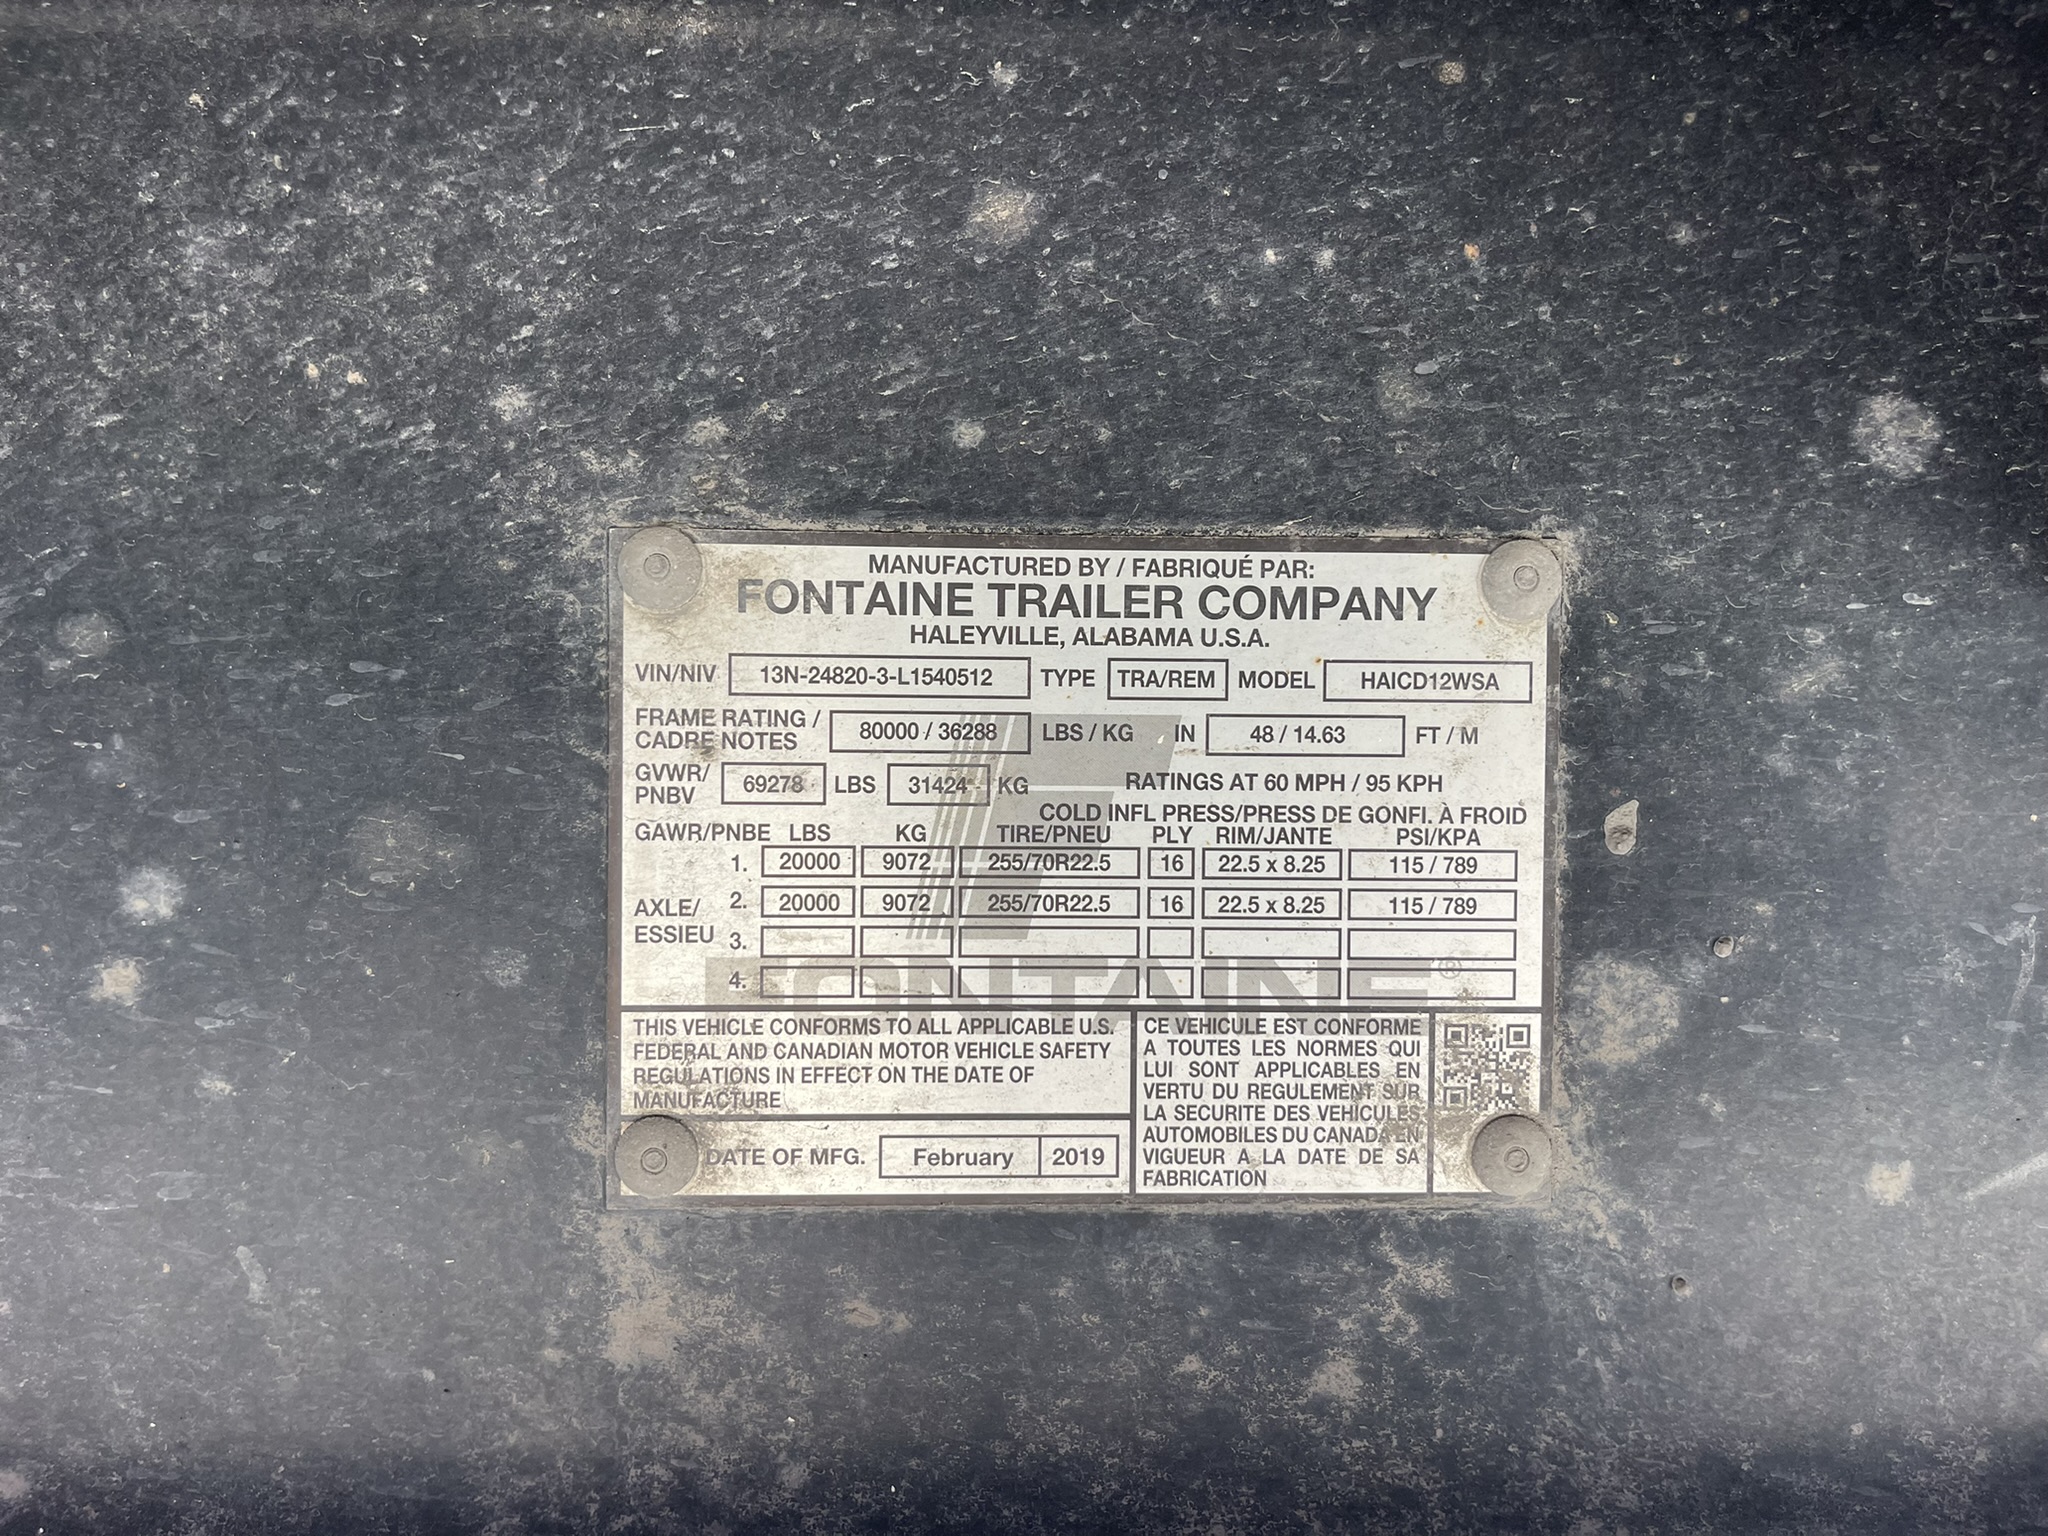 MANUFACTURED BY / FABRIQUÉ PAR:
FONTAINE TRAILER COMPANY
HALEYVILLE, ALABAMA U.S.A.
VIN/NIV 13N-24820-3-L1540512 TYPE TRA/REM MODEL HAICD12WSA
FRAME RATING /
CADRE NOTES 80000 / 36288 LBS / KG IN 48 / 14.63 FT / M
GVWR/
PNBV 69278 LBS 31424 KG RATINGS AT 60 MPH / 95 KPH
COLD INFL PRESS/PRESS DE GONFL. À FROID
GAWR/PNBE LBS KG TIRE/PNEU PLY RIM/JANTE PSI/KPA
1. 20000 9072 255/70R22.5 16 22.5 x 8.25 115 / 789
AXLE/
ESSIEU
2. 20000 9072 255/70R22.5 16 22.5 x 8.25 115 / 789
3.
4.
FONTAINE®
THIS VEHICLE CONFORMS TO ALL APPLICABLE U.S.
FEDERAL AND CANADIAN MOTOR VEHICLE SAFETY
REGULATIONS IN EFFECT ON THE DATE OF
MANUFACTURE
DATE OF MFG. February 2019
CE VEHICULE EST CONFORME
A TOUTES LES NORMES QUI
LUI SONT APPLICABLES EN
VERTU DU REGULEMENT SUR
LA SECURITE DES VEHICULES
AUTOMOBILES DU CANADA EN
VIGUEUR A LA DATE DE SA
FABRICATION